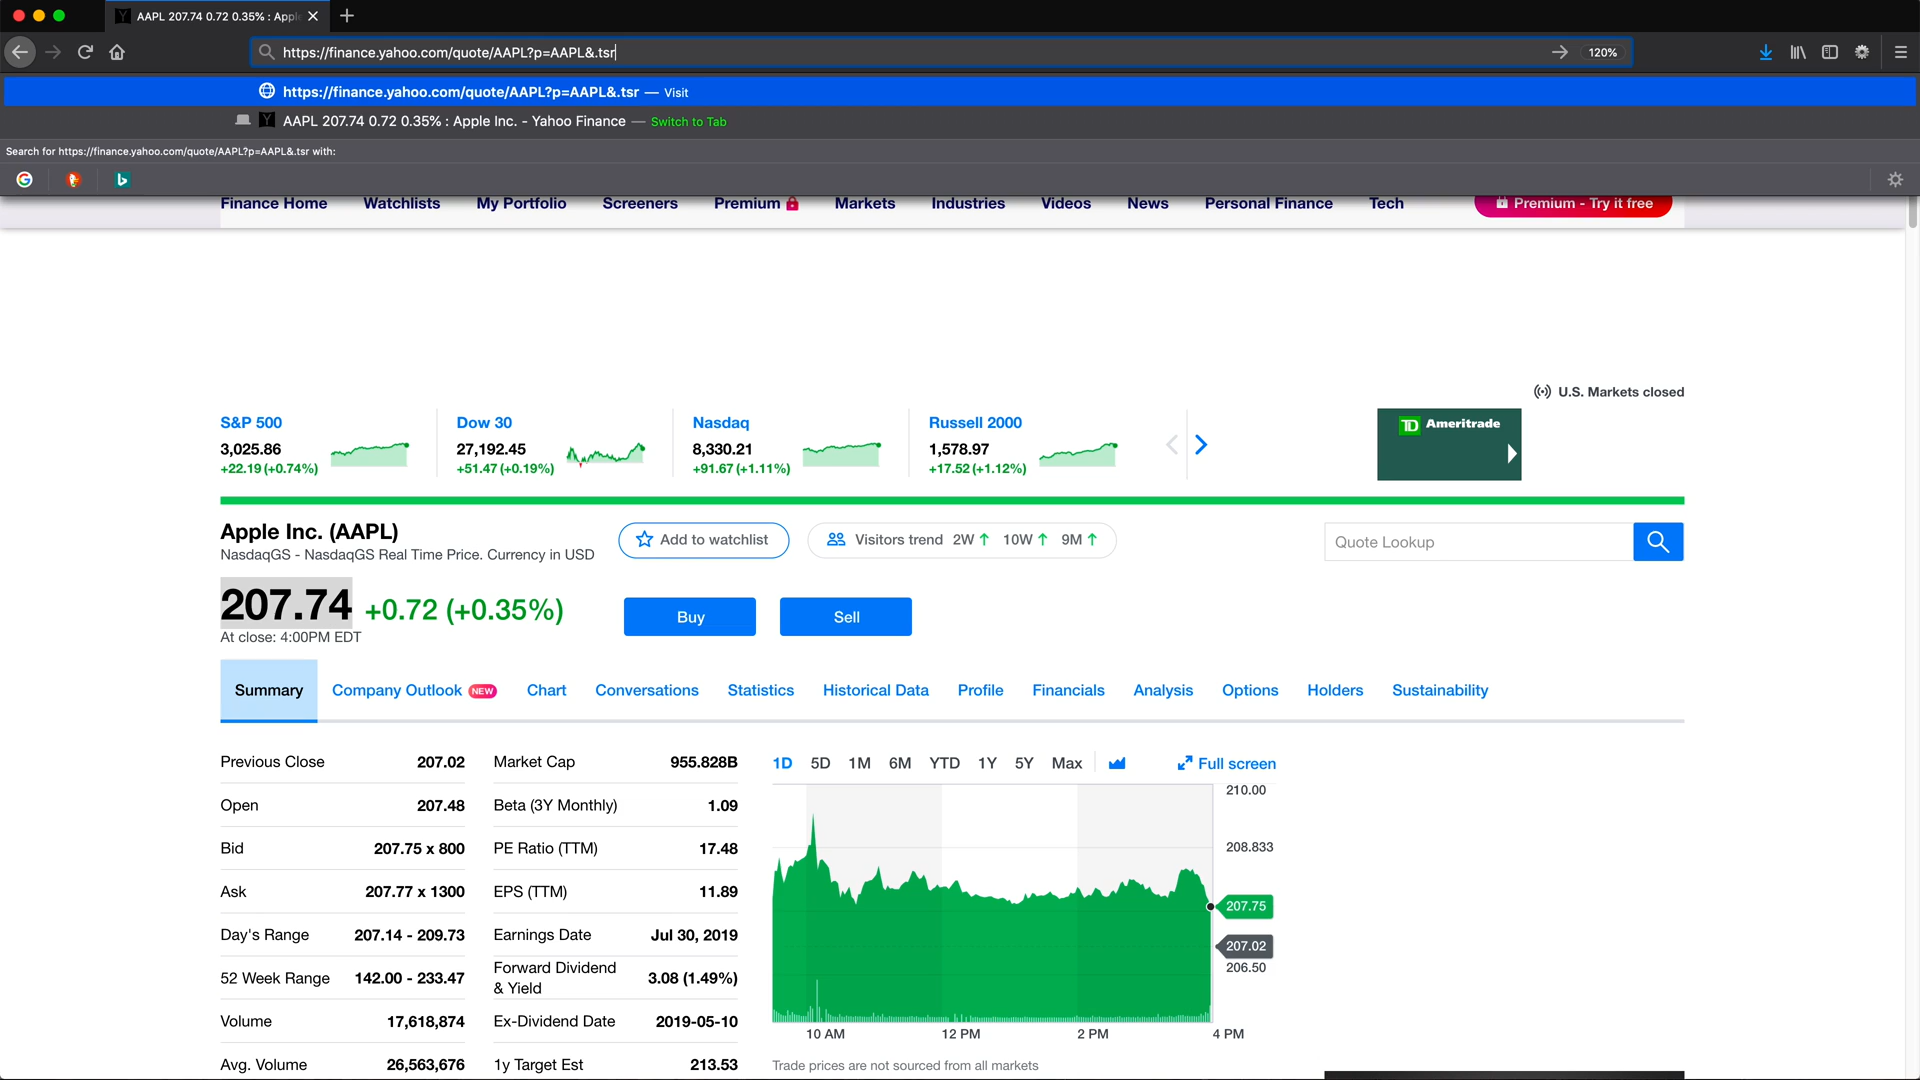 AAPL 207.74 0.72 0.35% : Apple
https://finance.yahoo.com/quote/AAPL?p=AAPL&.tsr
120%
https://finance.yahoo.com/quote/AAPL?p=AAPL&.tsr — Visit
AAPL 207.74 0.72 0.35% : Apple Inc. - Yahoo Finance — Switch to Tab
Search for https://finance.yahoo.com/quote/AAPL?p=AAPL&.tsr with:
Finance Home Watchlists My Portfolio Screeners Premium Markets Industries Videos News Personal Finance Tech Premium - Try it free
U.S. Markets closed
S&P 500 Dow 30 Nasdaq Russell 2000
3,025.86 27,192.45 8,330.21 1,578.97
+22.19 (+0.74%) +51.47 (+0.19%) +91.67 (+1.11%) +17.52 (+1.12%)
TD Ameritrade
Apple Inc. (AAPL)
NasdaqGS - NasdaqGS Real Time Price. Currency in USD
Add to watchlist
Visitors trend 2W ↑ 10W ↑ 9M ↑
Quote Lookup
207.74 +0.72 (+0.35%)
At close: 4:00PM EDT
Buy Sell
Summary Company Outlook NEW Chart Conversations Statistics Historical Data Profile Financials Analysis Options Holders Sustainability
Previous Close 207.02
Open 207.48
Bid 207.75 x 800
Ask 207.77 x 1300
Day's Range 207.14 - 209.73
52 Week Range 142.00 - 233.47
Volume 17,618,874
Avg. Volume 26,563,676
Market Cap 955.828B
Beta (3Y Monthly) 1.09
PE Ratio (TTM) 17.48
EPS (TTM) 11.89
Earnings Date Jul 30, 2019
Forward Dividend
& Yield 3.08 (1.49%)
Ex-Dividend Date 2019-05-10
1y Target Est 213.53
1D 5D 1M 6M YTD 1Y 5Y Max Full screen
210.00
208.833
207.75
207.02
206.50
10 AM 12 PM 2 PM 4 PM
Trade prices are not sourced from all markets